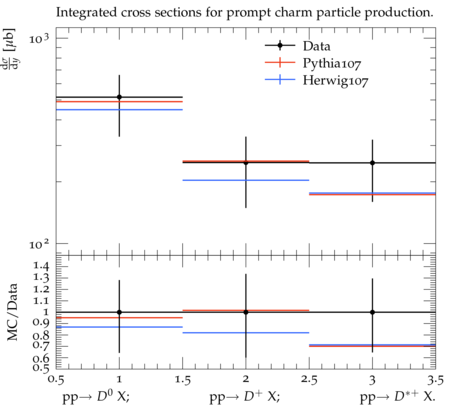 Integrated cross sections for prompt charm particle production.
dσ/dy [μb]
10³
Data
Pythia107
Herwig107
10²
MC/Data
1.4
1.3
1.2
1.1
1
0.9
0.8
0.7
0.6
0.5
0.5 1 1.5 2 2.5 3 3.5
pp→ D⁰ X; pp→ D⁺ X; pp→ D*⁺ X.